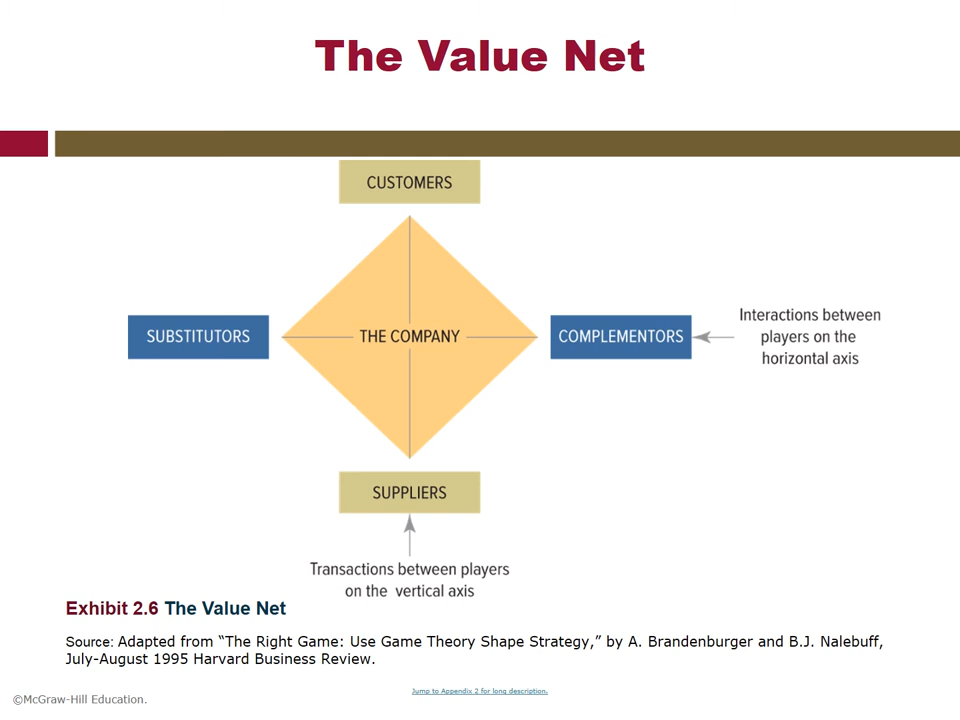 The Value Net
CUSTOMERS
SUBSTITUTORS
THE COMPANY
COMPLEMENTORS
Interactions between
players on the
horizontal axis
SUPPLIERS
Transactions between players
on the vertical axis
Exhibit 2.6 The Value Net
Source: Adapted from “The Right Game: Use Game Theory Shape Strategy,” by A. Brandenburger and B.J. Nalebuff,
July-August 1995 Harvard Business Review.
Jump to Appendix 2 for long description.
©McGraw-Hill Education.